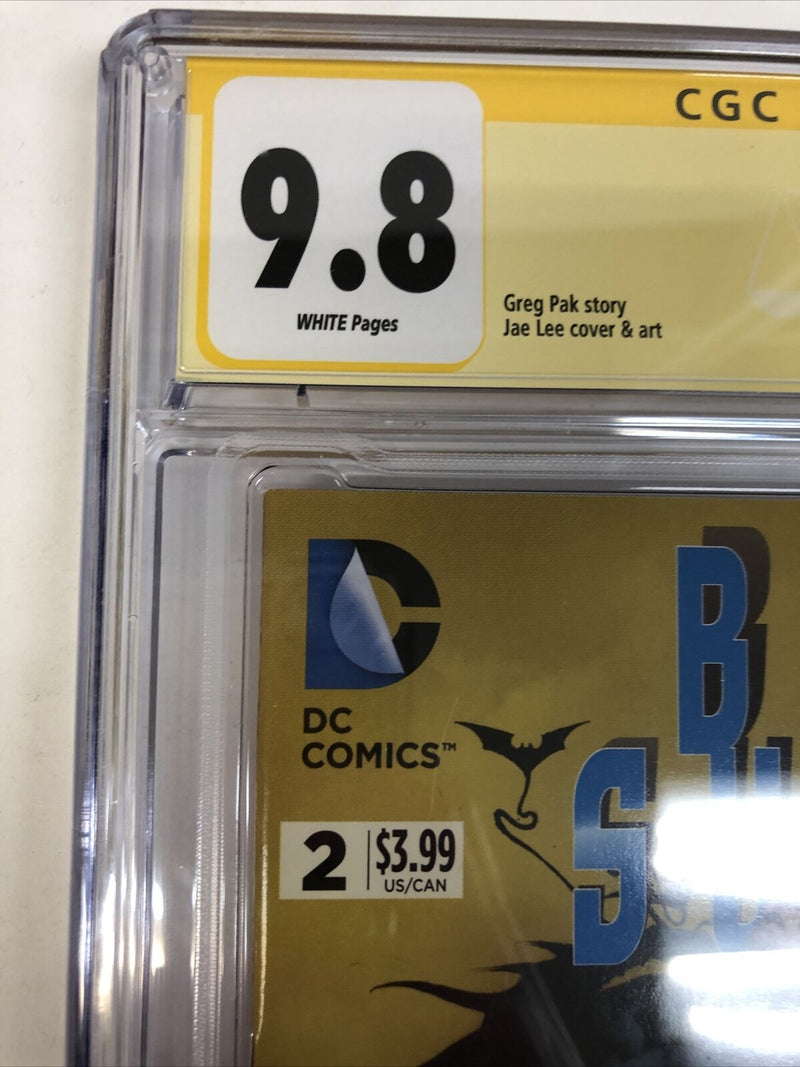 CGC
9.8
WHITE Pages
Greg Pak story
Jae Lee cover & art
DC
COMICS™
2 $3.99
US/CAN
B
SU